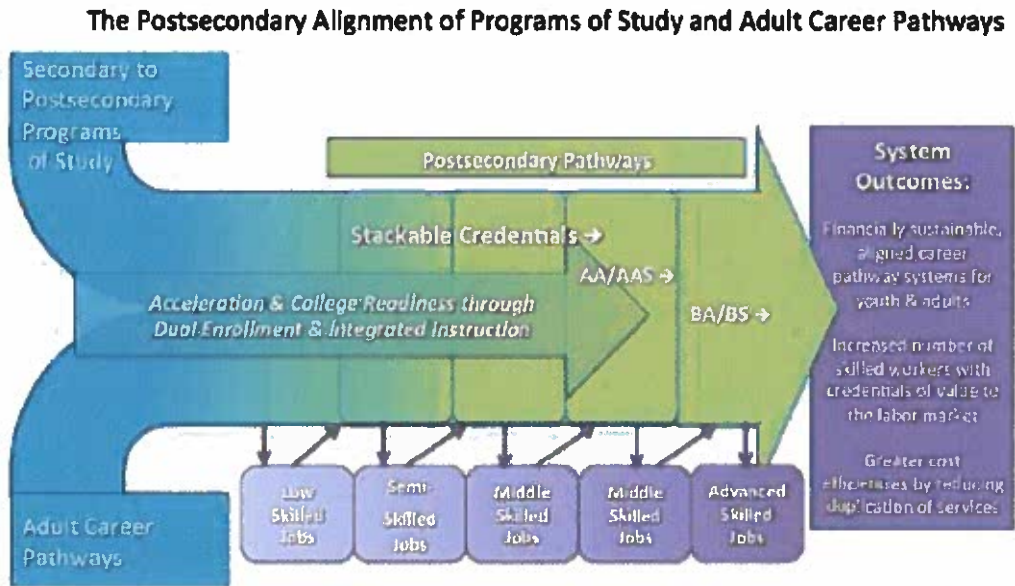 The Postsecondary Alignment of Programs of Study and Adult Career Pathways
Secondary to
Postsecondary
Programs
of Study
Postsecondary Pathways
Stackable Credentials →
AA/AAS →
BA/BS →
Acceleration & College Readiness through
Dual Enrollment & Integrated Instruction
System
Outcomes:
Financially sustainable,
aligned career
pathway systems for
youth & adults
Increased number of
skilled workers with
credentials of value to
the labor market
Greater cost
efficiencies by reducing
duplication of services
Low
Skilled
Jobs
Semi-
Skilled
Jobs
Middle
Skilled
Jobs
Middle
Skilled
Jobs
Advanced
Skilled
Jobs
Adult Career
Pathways